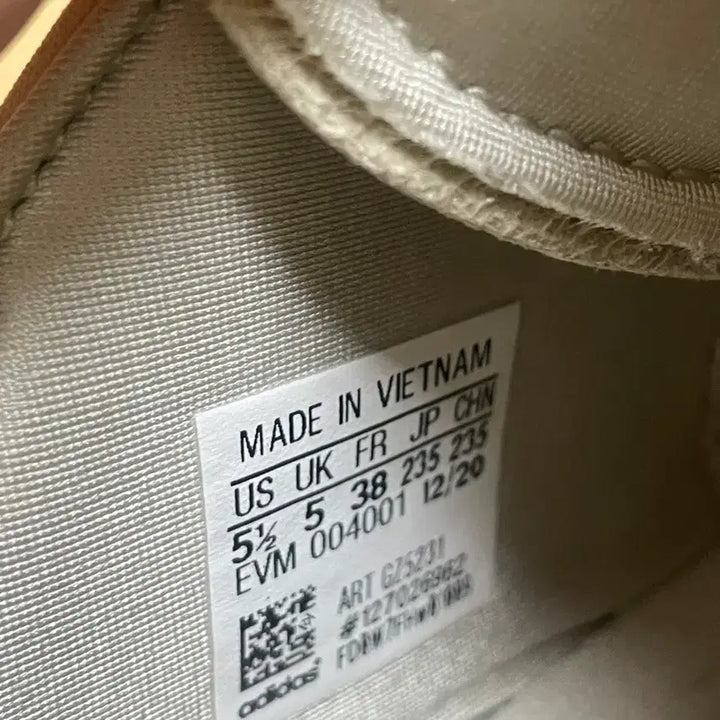 MADE IN VIETNAM
US UK FR JP CHN
5½ 5 38 235 235
EVM 004001 12/20
ART GZ5231
#127026962
adidas